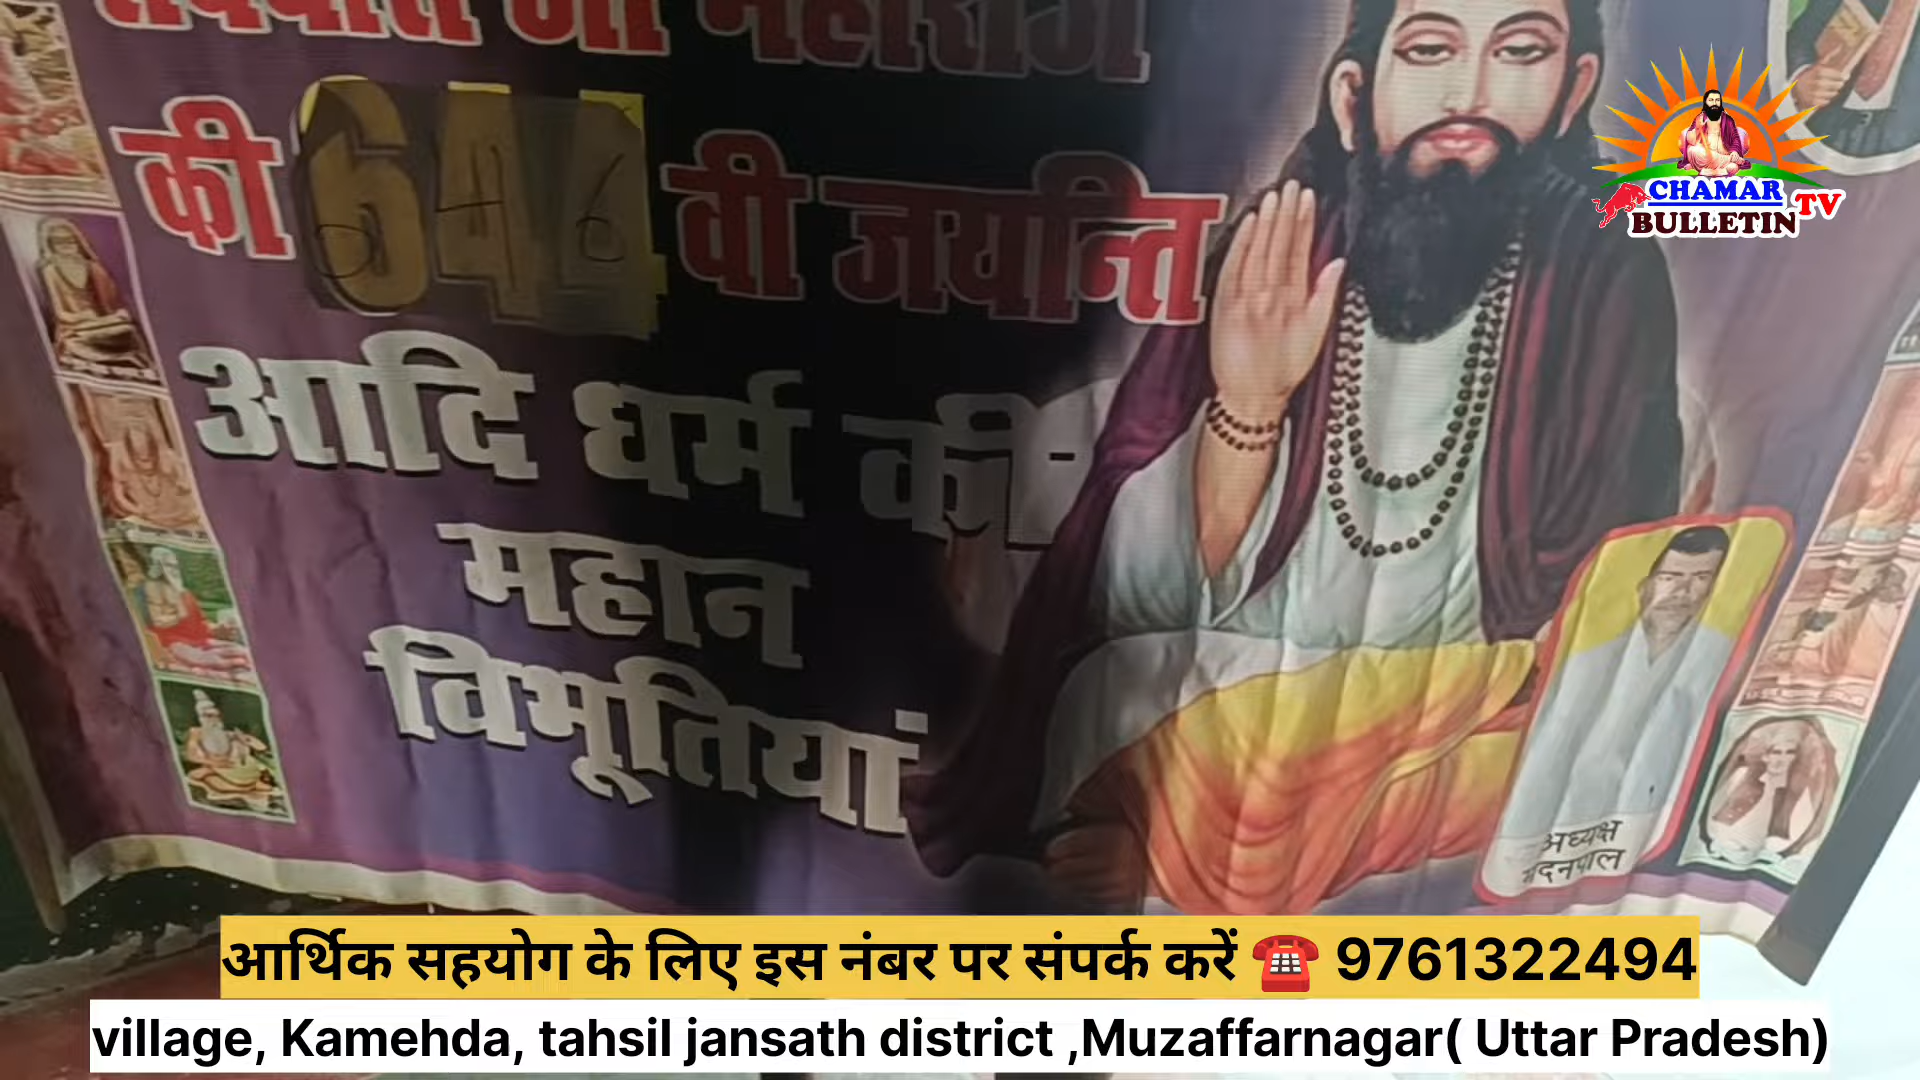 जी महाराज
की 646 वी जयन्ति
आदि धर्म की
महान
विभूतियां
अध्यक्ष
मदनपाल
CHAMAR
BULLETIN TV
आर्थिक सहयोग के लिए इस नंबर पर संपर्क करें ☎️ 9761322494
village, Kamehda, tahsil jansath district ,Muzaffarnagar( Uttar Pradesh)